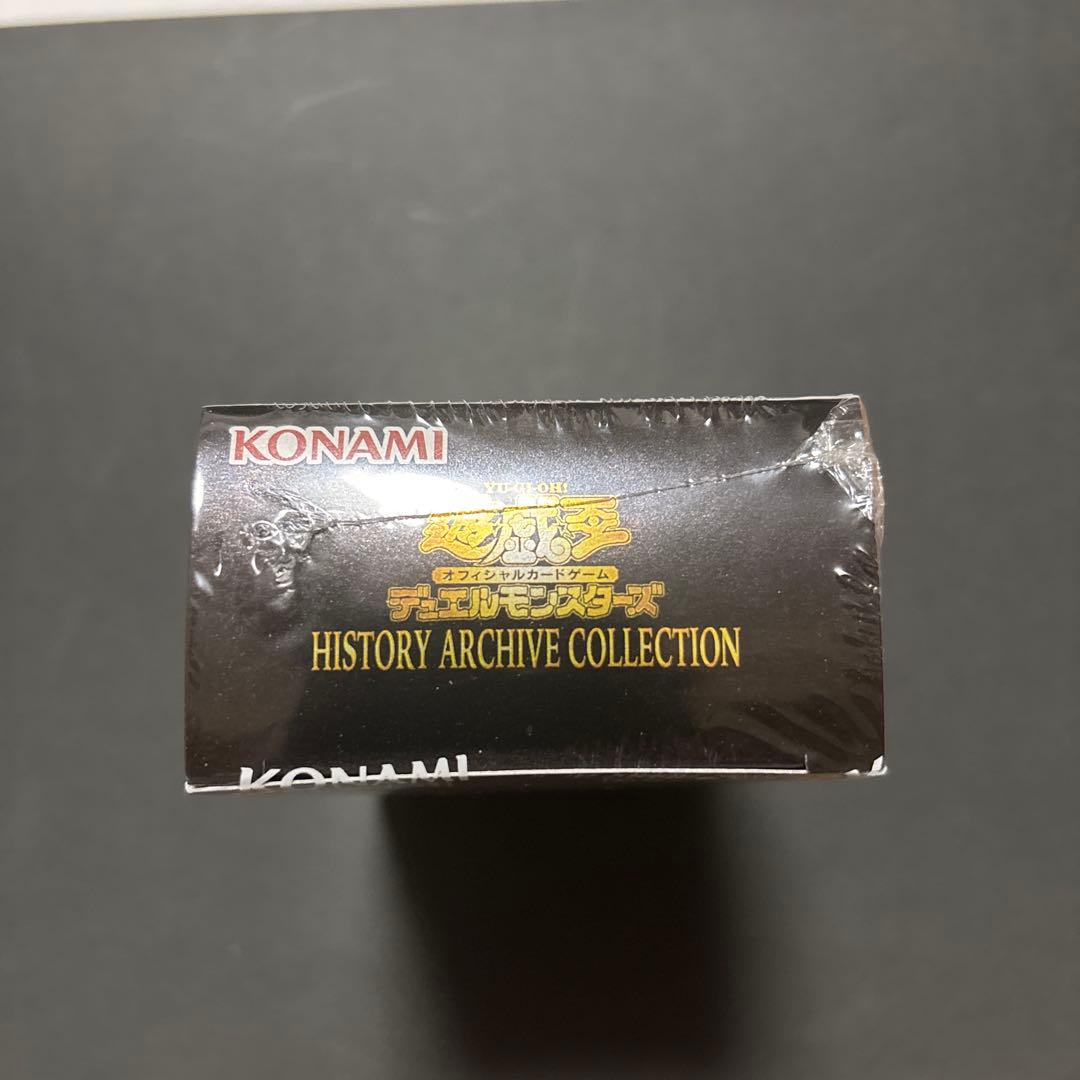 KONAMI
YU-GI-OH!
遊戯王
オフィシャルカードゲーム
デュエルモンスターズ
HISTORY ARCHIVE COLLECTION
KONAMI